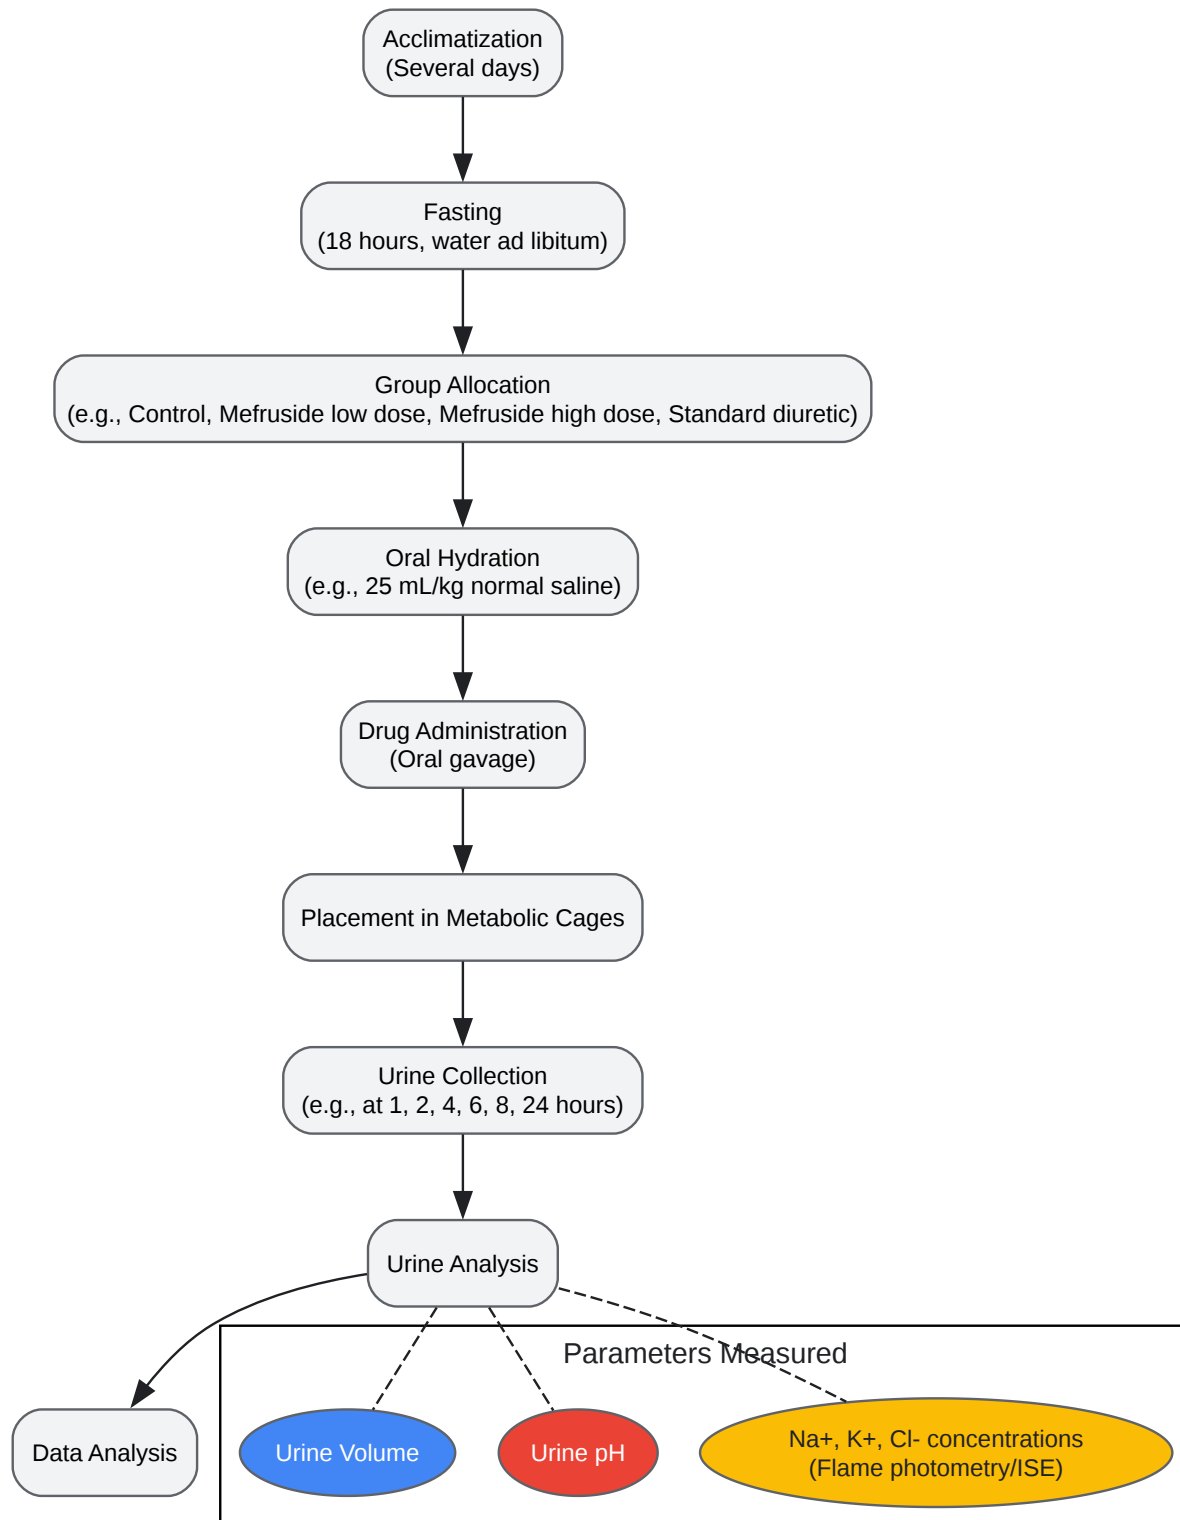 Acclimatization
(Several days)
Fasting
(18 hours, water ad libitum)
Group Allocation
(e.g., Control, Mefruside low dose, Mefruside high dose, Standard diuretic)
Oral Hydration
(e.g., 25 mL/kg normal saline)
Drug Administration
(Oral gavage)
Placement in Metabolic Cages
Urine Collection
(e.g., at 1, 2, 4, 6, 8, 24 hours)
Urine Analysis
Parameters Measured
Data Analysis
Urine Volume
Urine pH
Na+, K+, Cl- concentrations
(Flame photometry/ISE)